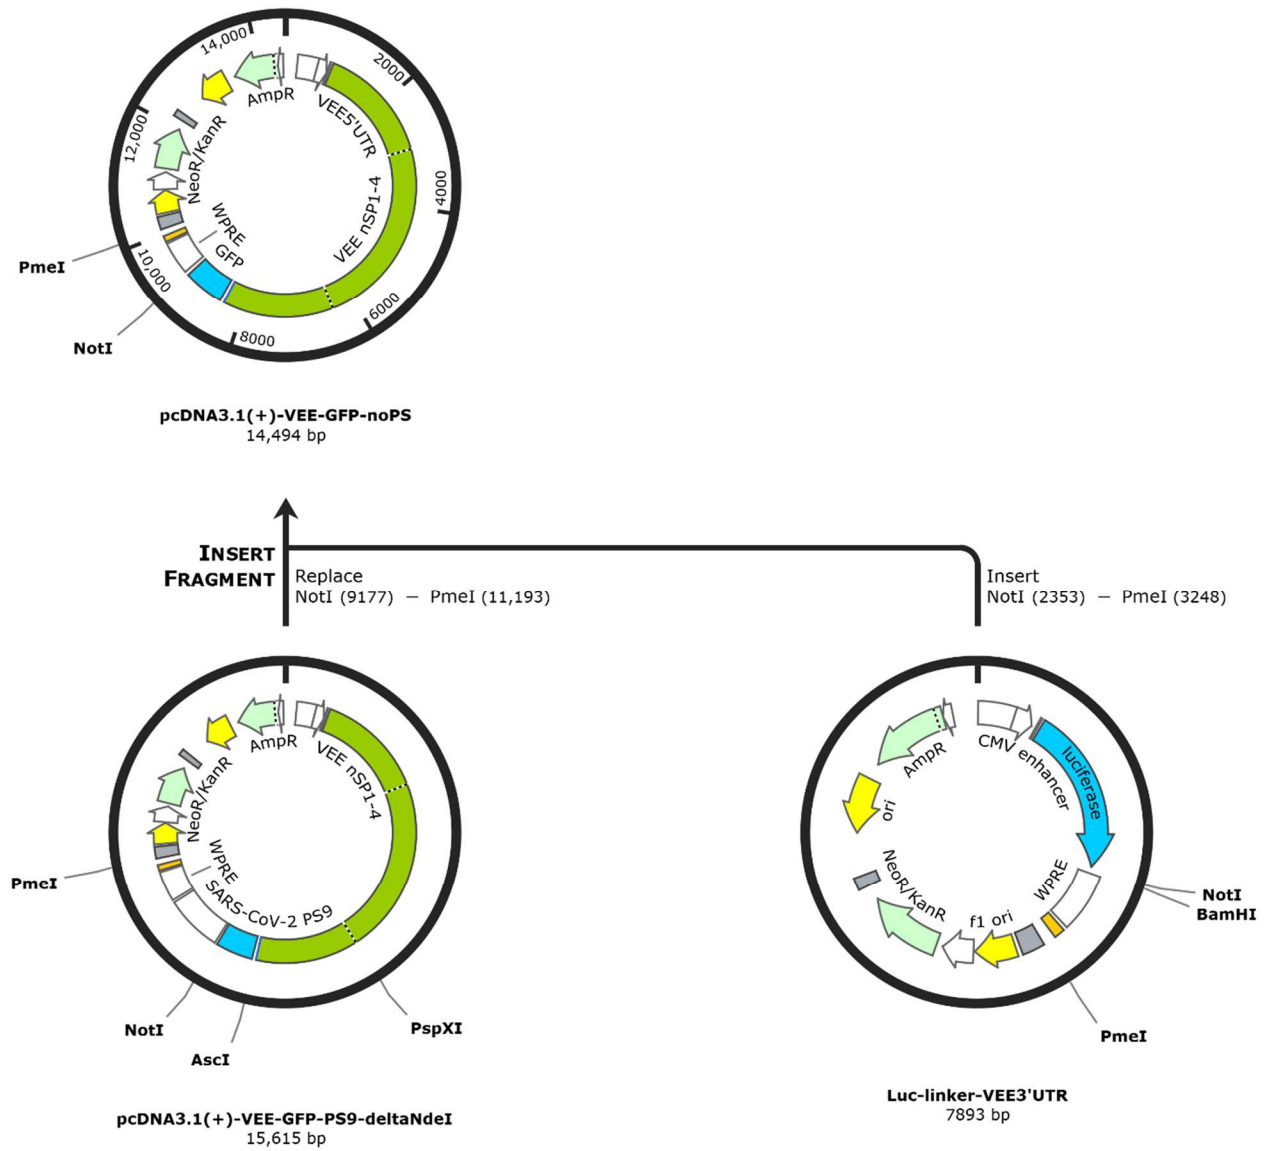 14,000
2000
AmpR
VEE5'UTR
12,000
NeoR/KanR
4000
VEE nSP1-4
WPRE
GFP
PmeI
10,000
6000
NotI
8000
pcDNA3.1(+)-VEE-GFP-noPS
14,494 bp
INSERT
FRAGMENT
Replace
NotI (9177) – PmeI (11,193)
Insert
NotI (2353) – PmeI (3248)
AmpR
VEE nSP1-4
NeoR/KanR
WPRE
SARS-CoV-2 PS9
PmeI
NotI
AscI
PspXI
pcDNA3.1(+)-VEE-GFP-PS9-deltaNdeI
15,615 bp
AmpR
CMV enhancer
luciferase
ori
WPRE
NeoR/KanR
f1 ori
NotI
BamHI
PmeI
Luc-linker-VEE3'UTR
7893 bp